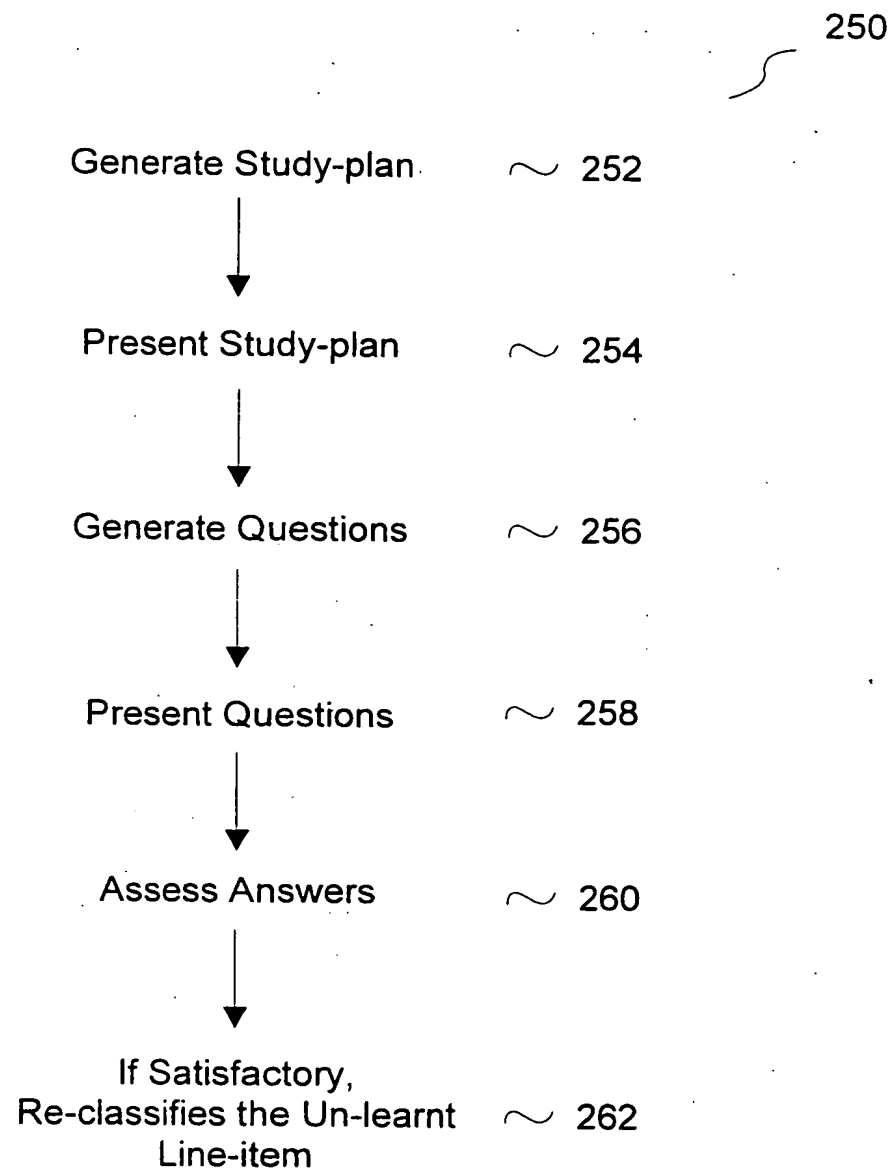 250
Generate Study-plan 252
Present Study-plan 254
Generate Questions 256
Present Questions 258
Assess Answers 260
If Satisfactory,
Re-classifies the Un-learnt 262
Line-item